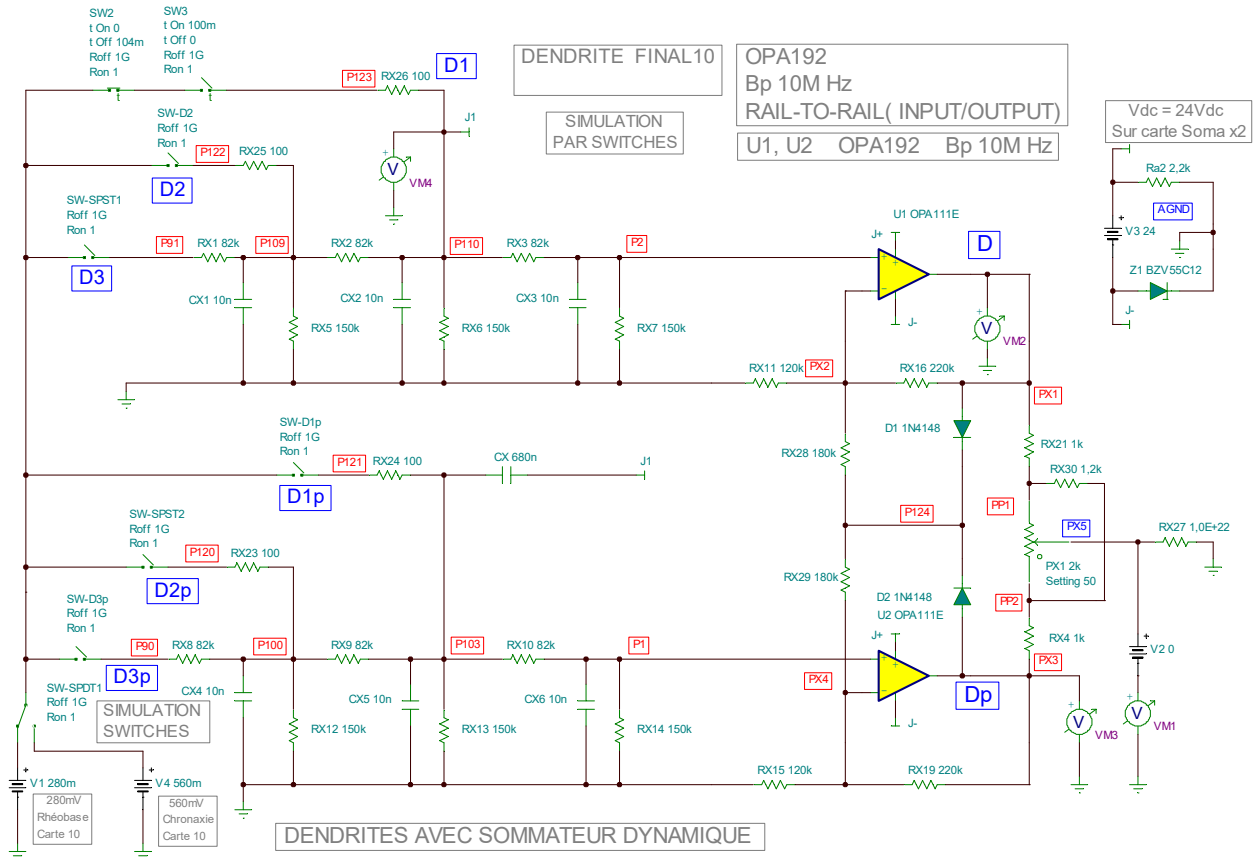 SW2
t On 0
t Off 104m
Roff 1G
Ron 1
SW3
t On 100m
t Off 0
Roff 1G
Ron 1
t
t
P123
RX26 100
D1
J1
DENDRITE FINAL10
SIMULATION
PAR SWITCHES
OPA192
Bp 10M Hz
RAIL-TO-RAIL( INPUT/OUTPUT)
U1, U2 OPA192 Bp 10M Hz
Vdc = 24Vdc
Sur carte Soma x2
J-
Ra2 2,2k
AGND
+
V3 24
Z1 BZV55C12
J-
SW-D2
Roff 1G
Ron 1
P122
RX25 100
D2
+
V
VM4
SW-SPST1
Roff 1G
Ron 1
P91
RX1 82k
P109
RX2 82k
P110
RX3 82k
P2
D3
CX1 10n
CX2 10n
CX3 10n
RX5 150k
RX6 150k
RX7 150k
U1 OPA111E
J+
D
J-
+
V
VM2
RX11 120k
PX2
RX16 220k
PX1
SW-D1p
Roff 1G
Ron 1
P121
RX24 100
CX 680n
J1
D1p
D1 1N4148
RX28 180k
RX21 1k
RX30 1,2k
PP1
P124
PX5
RX27 1,0E+22
PX1 2k
Setting 50
SW-SPST2
Roff 1G
Ron 1
P120
RX23 100
D2p
RX29 180k
D2 1N4148
U2 OPA111E
PP2
RX4 1k
+
V2 0
SW-D3p
Roff 1G
Ron 1
P90
RX8 82k
P100
RX9 82k
P103
RX10 82k
P1
J+
PX3
D3p
PX4
Dp
J-
CX4 10n
CX5 10n
CX6 10n
SW-SPDT1
Roff 1G
Ron 1
SIMULATION
SWITCHES
RX12 150k
RX13 150k
RX14 150k
+
V
VM3
+
V
VM1
RX15 120k
RX19 220k
+
V1 280m
280mV
Rhéobase
Carte 10
+
V4 560m
560mV
Chronaxie
Carte 10
DENDRITES AVEC SOMMATEUR DYNAMIQUE